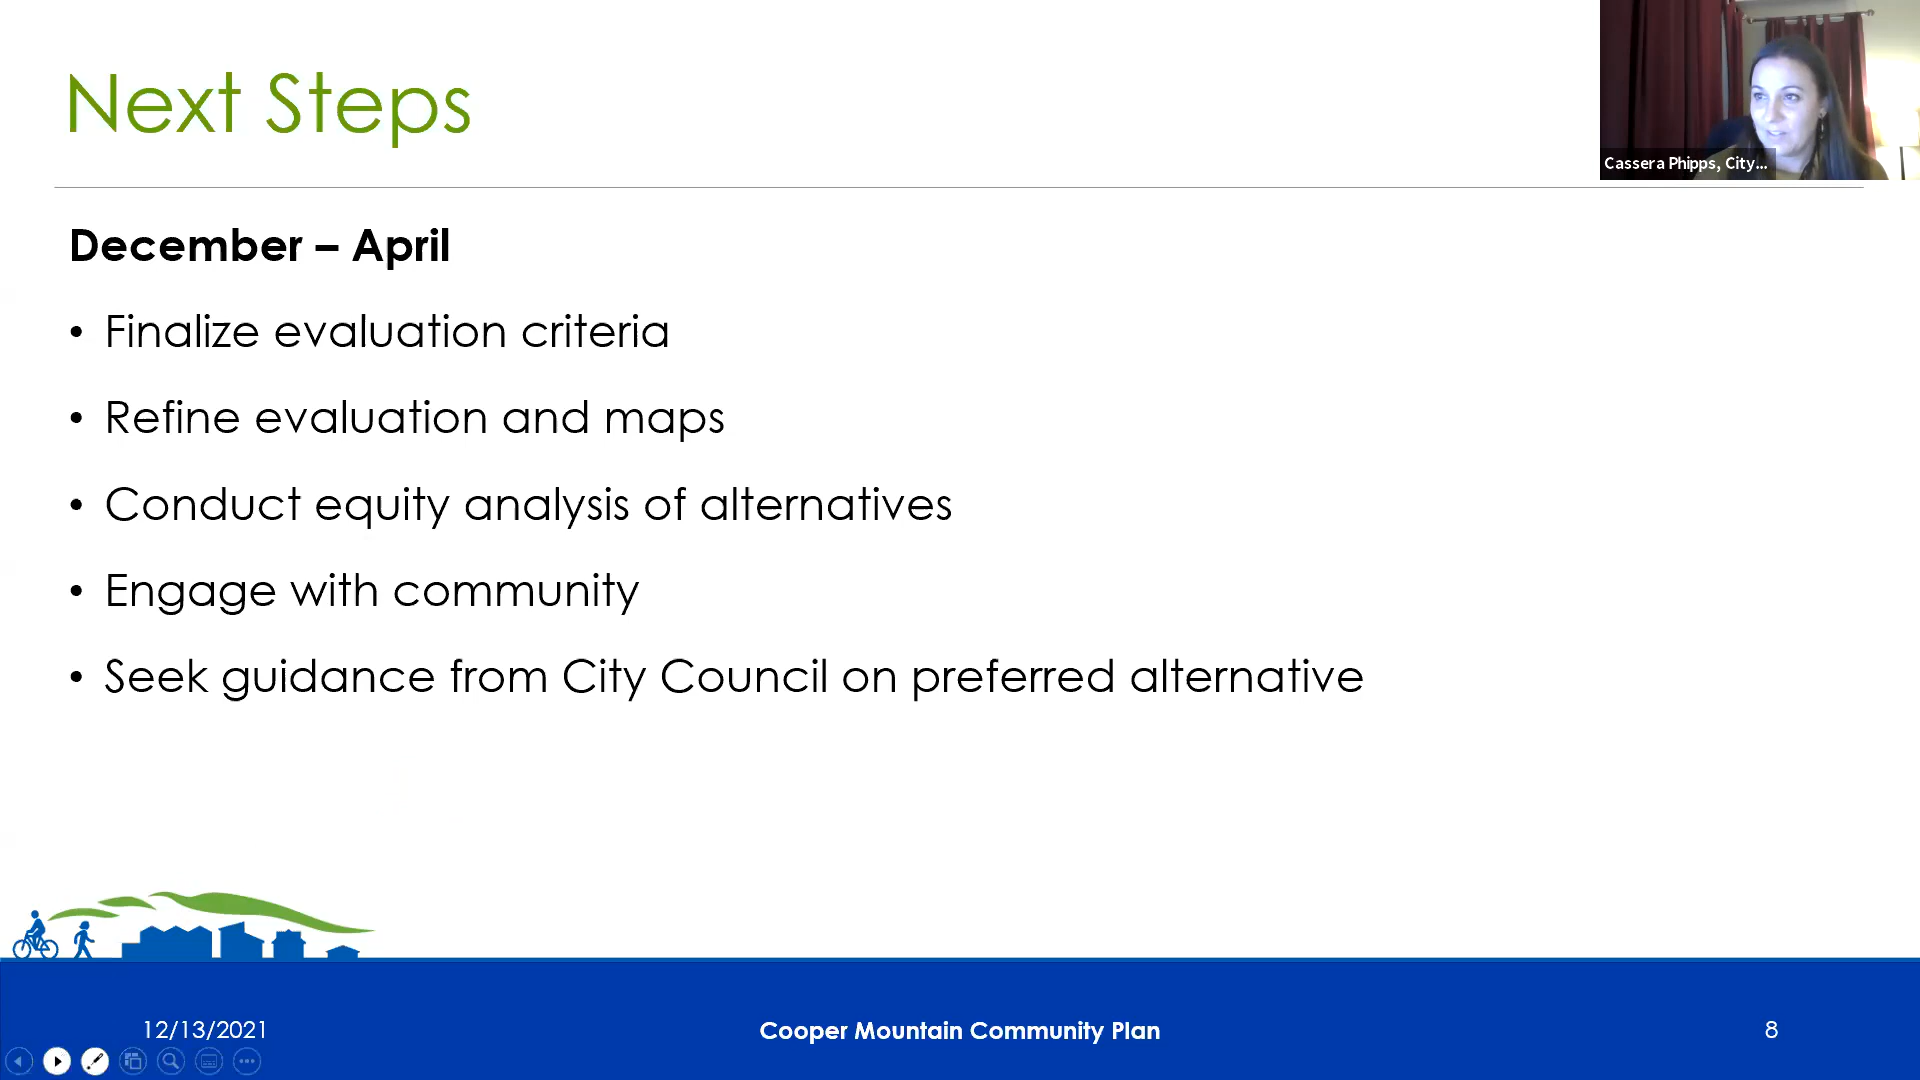 Next Steps
Cassera Phipps, City...
December – April
• Finalize evaluation criteria
• Refine evaluation and maps
• Conduct equity analysis of alternatives
• Engage with community
• Seek guidance from City Council on preferred alternative
12/13/2021
Cooper Mountain Community Plan
8